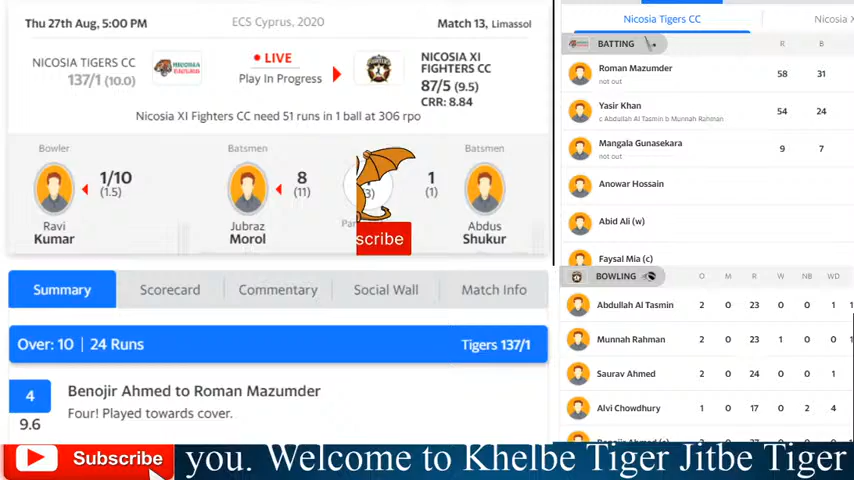 Thu 27th Aug, 5:00 PM
ECS Cyprus, 2020
Match 13, Limassol
NICOSIA TIGERS CC
137/1 (10.0)
LIVE
Play In Progress
NICOSIA XI
FIGHTERS CC
87/5 (9.5)
CRR: 8.84
Nicosia XI Fighters CC need 51 runs in 1 ball at 306 rpo
Bowler
Batsmen
Batsmen
1/10
(1.5)
8
(11)
3)
1
(1)
Ravi
Kumar
Jubraz
Morol
Par
scribe
Abdus
Shukur
Summary
Scorecard
Commentary
Social Wall
Match Info
Over: 10 | 24 Runs
Tigers 137/1
4
9.6
Benojir Ahmed to Roman Mazumder
Four! Played towards cover.
Nicosia Tigers CC
Nicosia X
BATTING R B
Roman Mazumder 58 31
not out
Yasir Khan 54 24
c Abdullah Al Tasmin b Munnah Rahman
Mangala Gunasekara 9 7
not out
Anowar Hossain
Abid Ali (w)
Faysal Mia (c)
BOWLING O M R W NB WD
Abdullah Al Tasmin 2 0 23 0 0 1 1
Munnah Rahman 2 0 23 1 0 0 1
Saurav Ahmed 2 0 24 0 0 1
Alvi Chowdhury 1 0 17 0 2 4
Subscribe
you. Welcome to Khelbe Tiger Jitbe Tiger